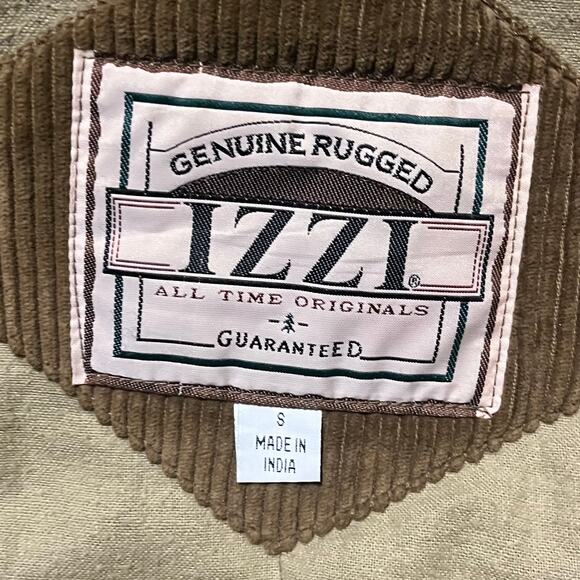 GENUINE RUGGED
IZZI®
ALL TIME ORIGINALS
GUARANTEED
S
MADE IN
INDIA